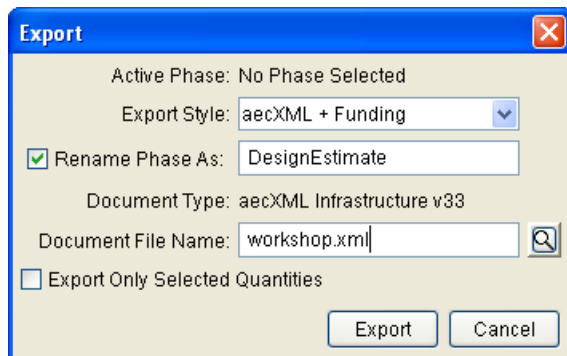 Export
Active Phase: No Phase Selected
Export Style: aecXML + Funding
Rename Phase As: DesignEstimate
Document Type: aecXML Infrastructure v33
Document File Name: workshop.xml
Export Only Selected Quantities
Export Cancel